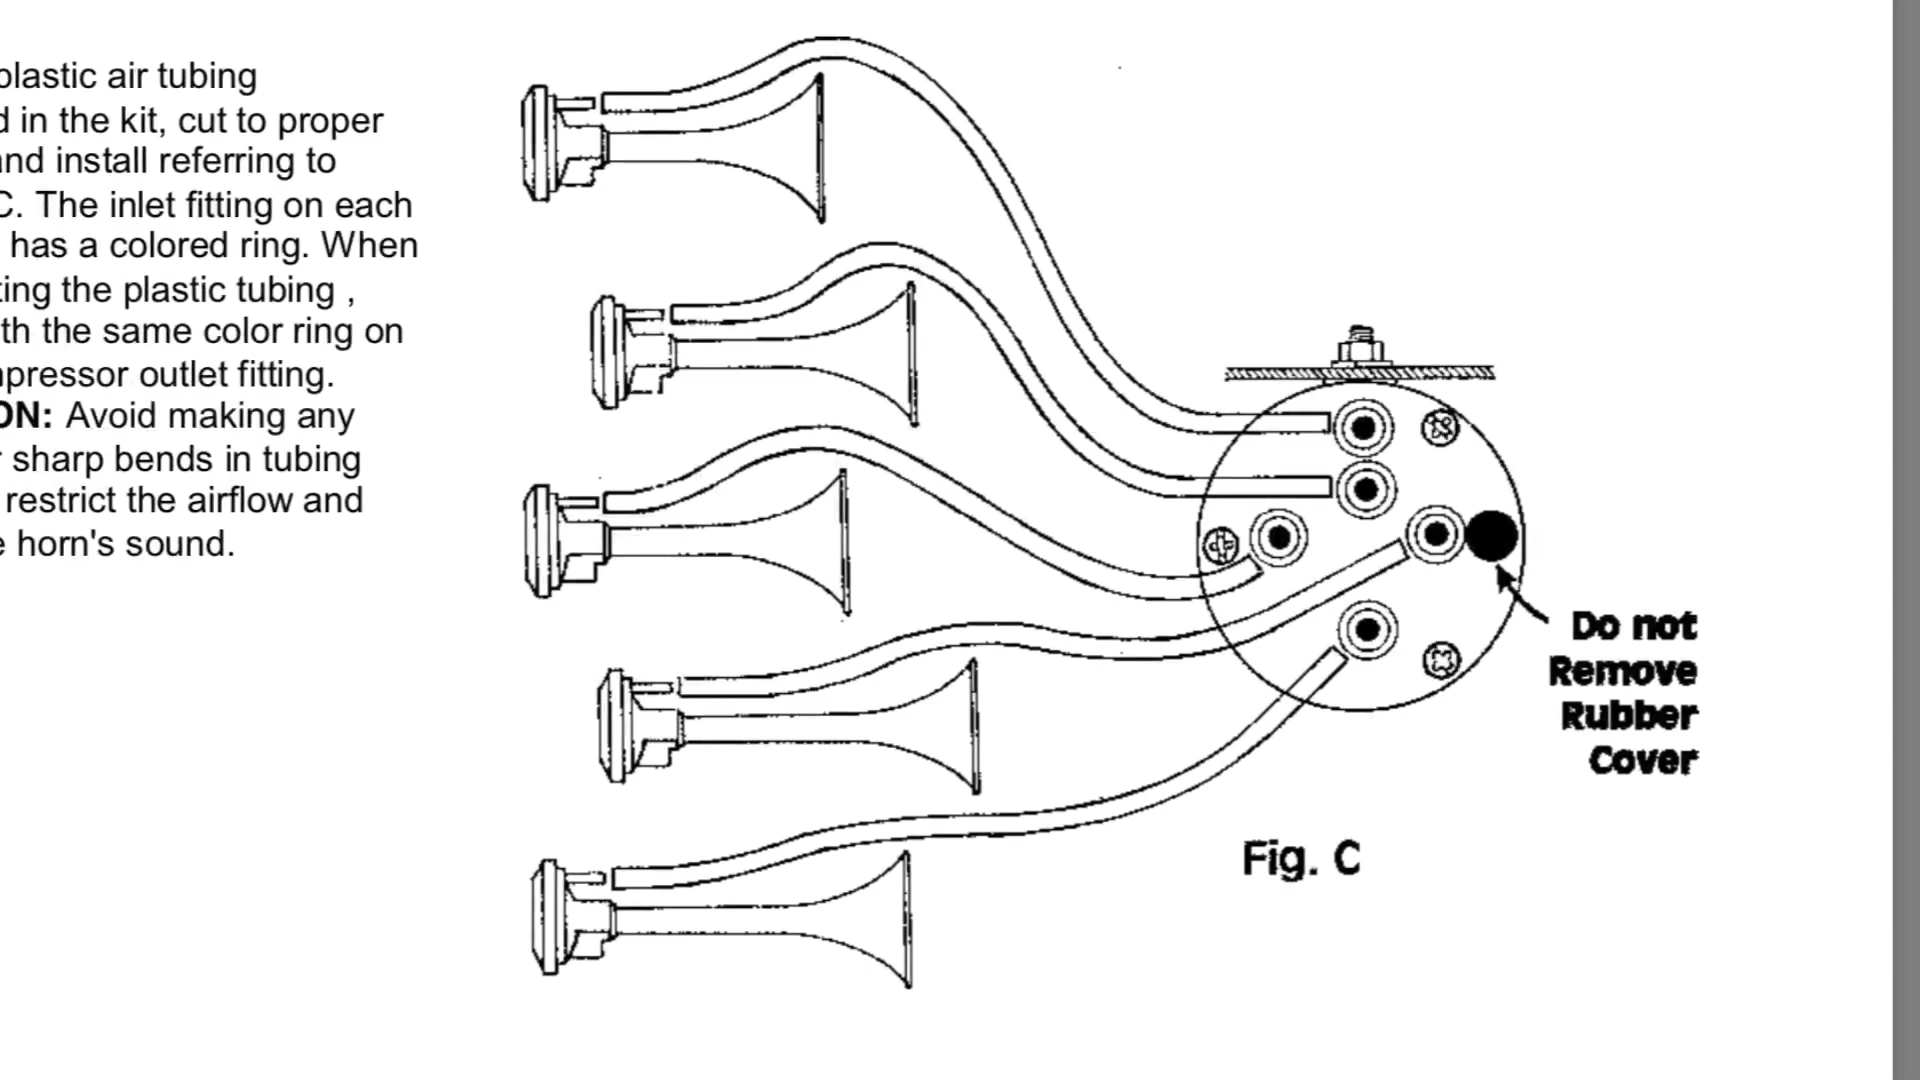 plastic air tubing
in the kit, cut to proper
and install referring to
C. The inlet fitting on each
has a colored ring. When
ting the plastic tubing ,
th the same color ring on
mpressor outlet fitting.
ON: Avoid making any
r sharp bends in tubing
restrict the airflow and
e horn's sound.
Do not
Remove
Rubber
Cover
Fig. C